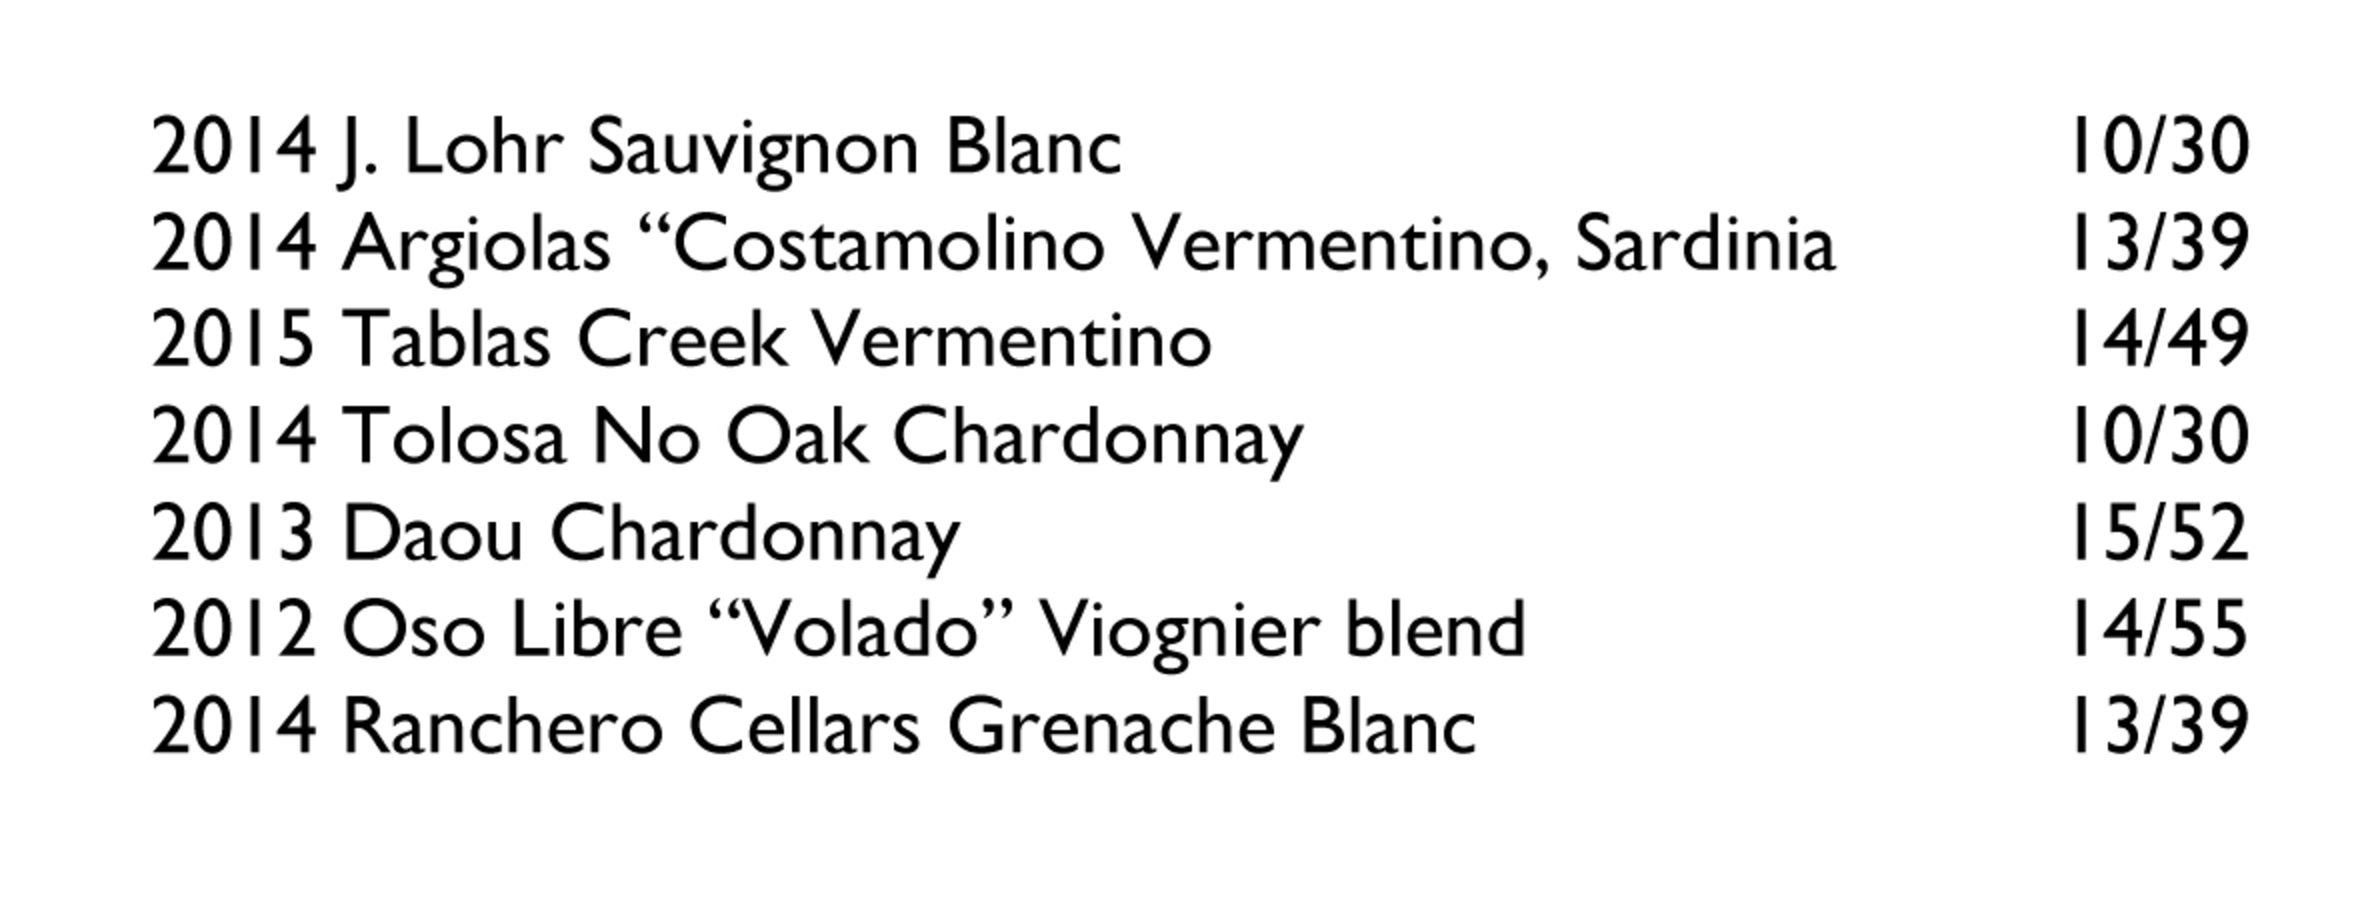 2014 J. Lohr Sauvignon Blanc 10/30
2014 Argiolas “Costamolino Vermentino, Sardinia 13/39
2015 Tablas Creek Vermentino 14/49
2014 Tolosa No Oak Chardonnay 10/30
2013 Daou Chardonnay 15/52
2012 Oso Libre “Volado” Viognier blend 14/55
2014 Ranchero Cellars Grenache Blanc 13/39